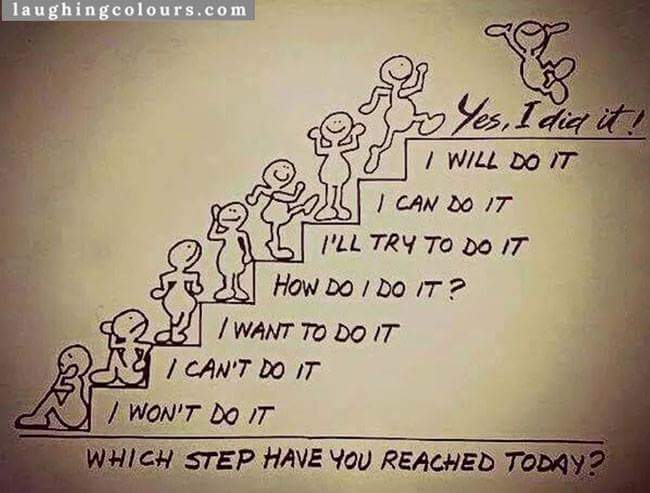 laughingcolours.com
Yes, I did it!
I WILL DO IT
I CAN DO IT
I'LL TRY TO DO IT
HOW DO I DO IT?
I WANT TO DO IT
I CAN'T DO IT
I WON'T DO IT
WHICH STEP HAVE YOU REACHED TODAY?